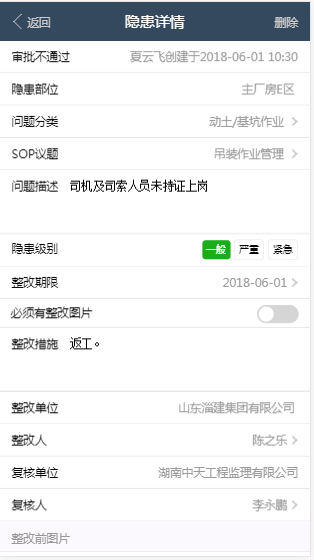 返回 隐患详情 删除
审批不通过 夏云飞创建于2018-06-01 10:30
隐患部位 主厂房E区
问题分类 动土/基坑作业
SOP议题 吊装作业管理
问题描述 司机及司索人员未持证上岗
隐患级别 一般 严重 紧急
整改期限 2018-06-01
必须有整改图片
整改措施 返工。
整改单位 山东淄建集团有限公司
整改人 陈之乐
复核单位 湖南中天工程监理有限公司
复核人 李永鹏
整改前图片